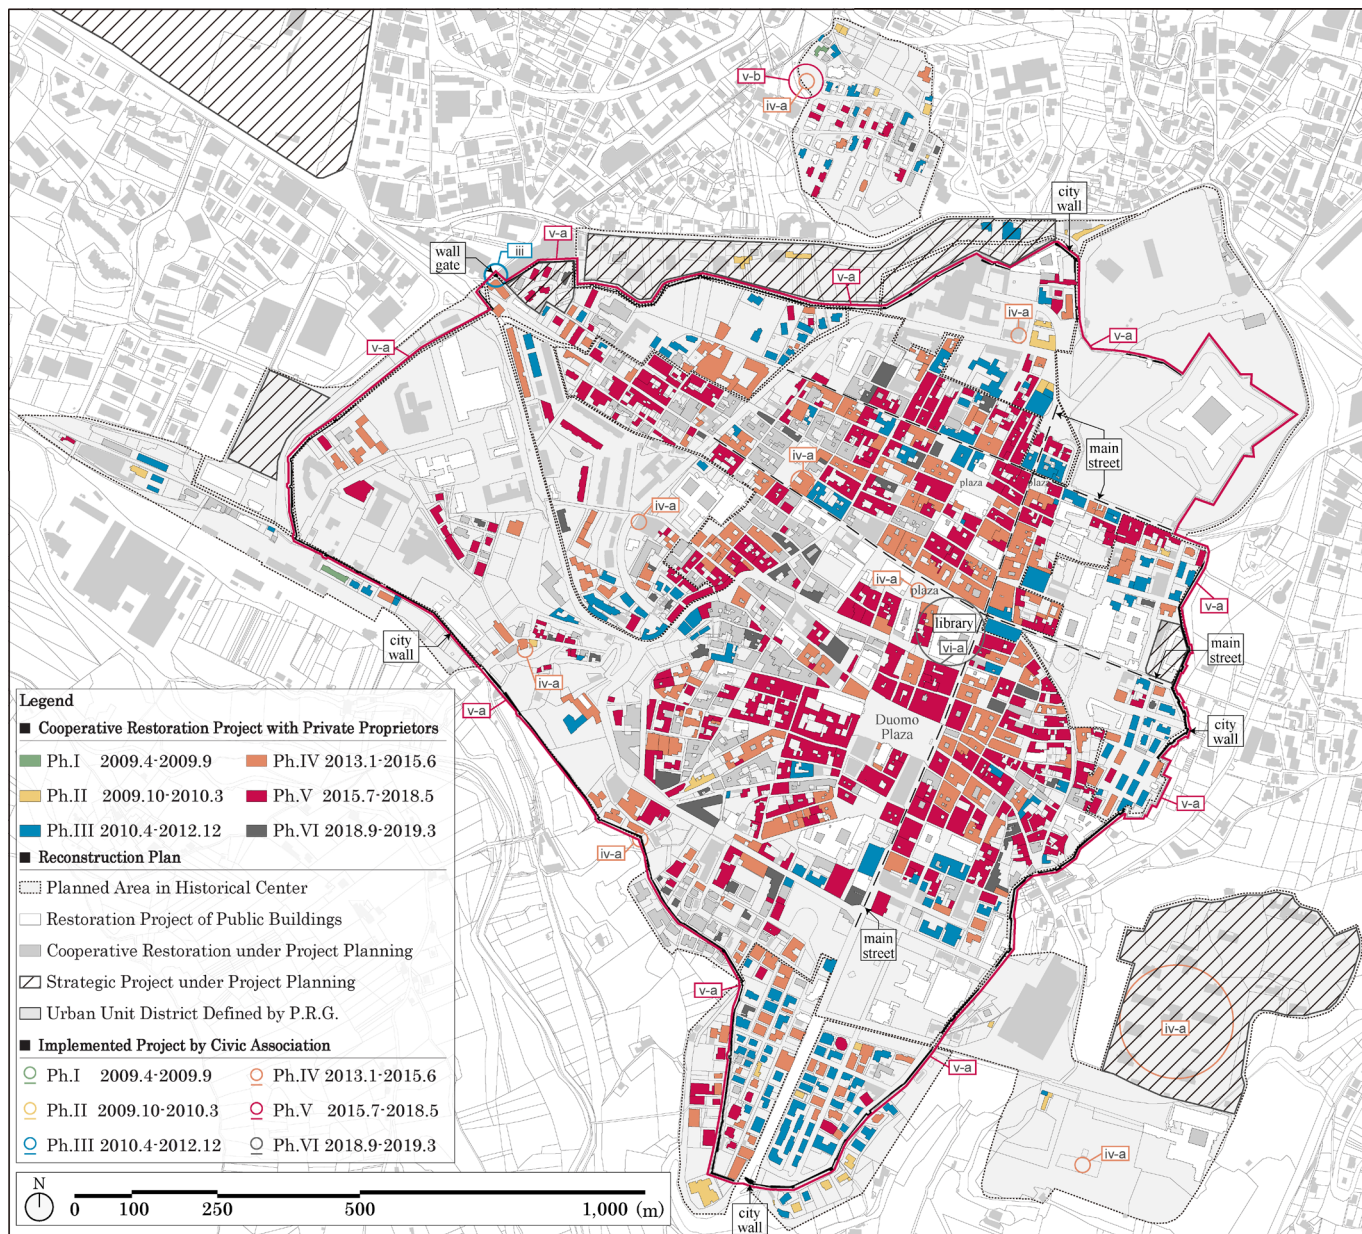 v-b
iv-a
city
wall
v-a
iii
wall
gate
v-a
iv-a
v-a
v-a
main
street
iv-a
plaza
plaza
iv-a
iv-a
plaza
v-a
library
vi-a
city
wall
main
street
iv-a
v-a
Duomo
Plaza
city
wall
v-a
iv-a
main
street
v-a
iv-a
v-a
iv-a
city
wall
Legend
■ Cooperative Restoration Project with Private Proprietors
Ph.I 2009.4-2009.9
Ph.IV 2013.1-2015.6
Ph.II 2009.10-2010.3
Ph.V 2015.7-2018.5
Ph.III 2010.4-2012.12
Ph.VI 2018.9-2019.3
■ Reconstruction Plan
Planned Area in Historical Center
Restoration Project of Public Buildings
Cooperative Restoration under Project Planning
Strategic Project under Project Planning
Urban Unit District Defined by P.R.G.
■ Implemented Project by Civic Association
Ph.I 2009.4-2009.9
Ph.IV 2013.1-2015.6
Ph.II 2009.10-2010.3
Ph.V 2015.7-2018.5
Ph.III 2010.4-2012.12
Ph.VI 2018.9-2019.3
N
0 100 250 500 1,000 (m)